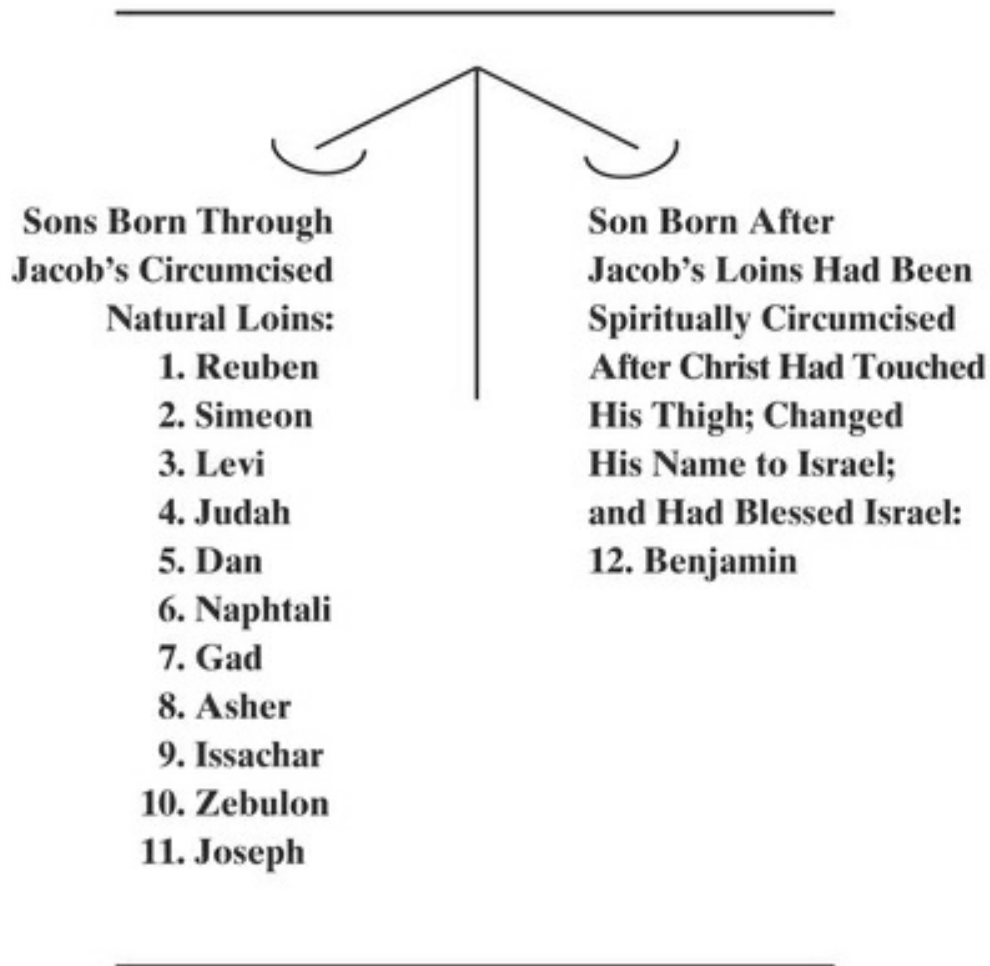 Sons Born Through
Jacob's Circumcised
Natural Loins:
1. Reuben
2. Simeon
3. Levi
4. Judah
5. Dan
6. Naphtali
7. Gad
8. Asher
9. Issachar
10. Zebulon
11. Joseph
Son Born After
Jacob's Loins Had Been
Spiritually Circumcised
After Christ Had Touched
His Thigh; Changed
His Name to Israel;
and Had Blessed Israel:
12. Benjamin